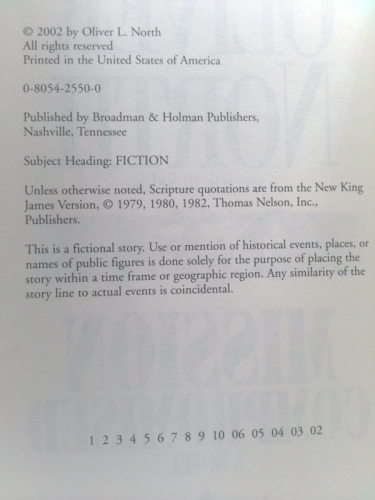 © 2002 by Oliver L. North
All rights reserved
Printed in the United States of America
0-8054-2550-0
Published by Broadman & Holman Publishers,
Nashville, Tennessee
Subject Heading: FICTION
Unless otherwise noted, Scripture quotations are from the New King
James Version, © 1979, 1980, 1982, Thomas Nelson, Inc.,
Publishers.
This is a fictional story. Use or mention of historical events, places, or
names of public figures is done solely for the purpose of placing the
story within a time frame or geographic region. Any similarity of the
story line to actual events is coincidental.
MISSION
COMPROMISED
1 2 3 4 5 6 7 8 9 10 06 05 04 03 02